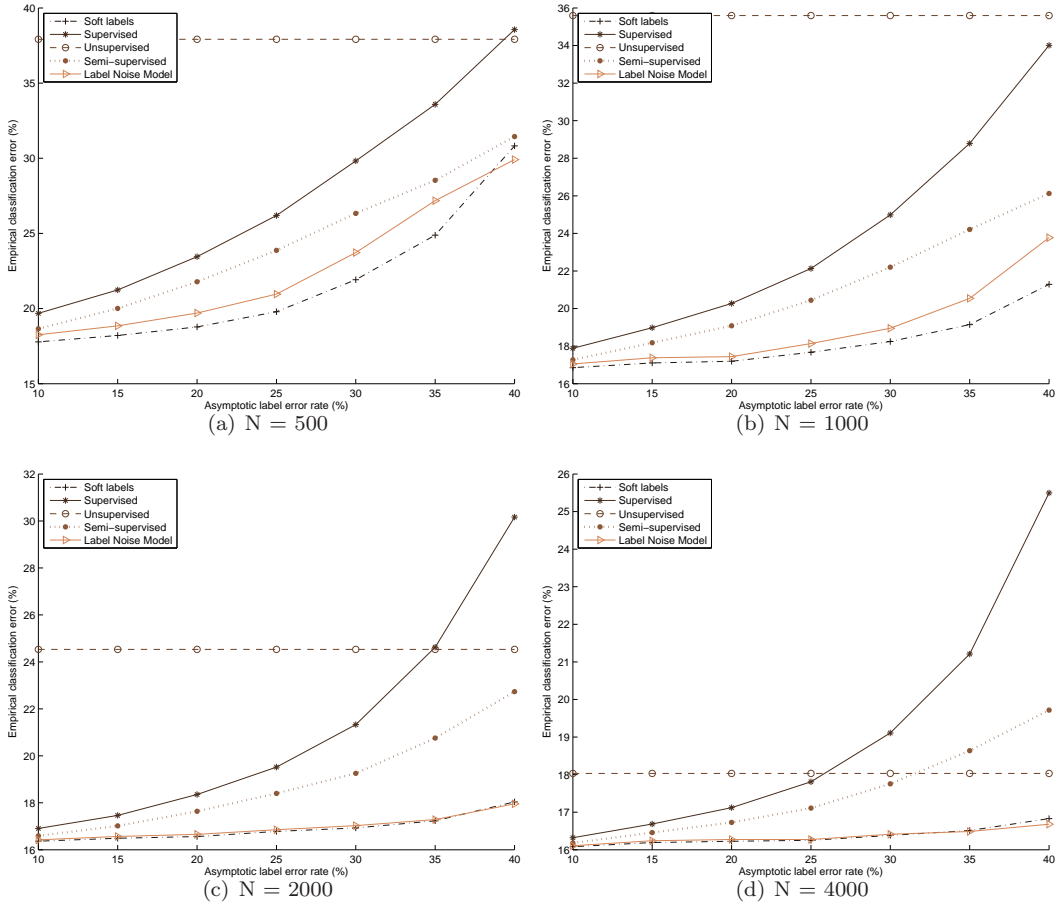 40
35
30
25
20
15
10 15 20 25 30 35 40
Empirical classification error (%)
Asymptotic label error rate (%)
Soft labels
Supervised
Unsupervised
Semi−supervised
Label Noise Model
(a) N = 500
36
34
32
30
28
26
24
22
20
18
16
10 15 20 25 30 35 40
Empirical classification error (%)
Asymptotic label error rate (%)
Soft labels
Supervised
Unsupervised
Semi−supervised
Label Noise Model
(b) N = 1000
32
30
28
26
24
22
20
18
16
10 15 20 25 30 35 40
Empirical classification error (%)
Asymptotic label error rate (%)
Soft labels
Supervised
Unsupervised
Semi−supervised
Label Noise Model
(c) N = 2000
26
25
24
23
22
21
20
19
18
17
16
10 15 20 25 30 35 40
Empirical classification error (%)
Asymptotic label error rate (%)
Soft labels
Supervised
Unsupervised
Semi−supervised
Label Noise Model
(d) N = 4000